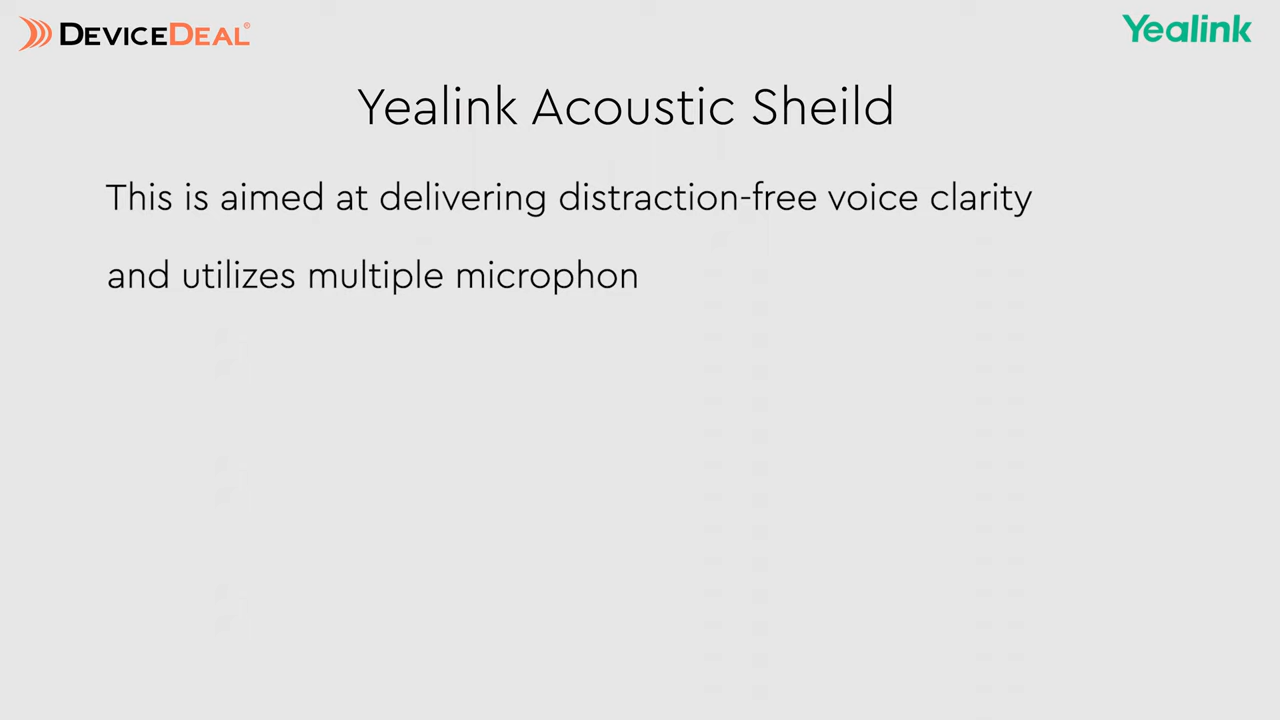 DEVICEDEAL®
Yealink
Yealink Acoustic Sheild
This is aimed at delivering distraction-free voice clarity
and utilizes multiple microphon